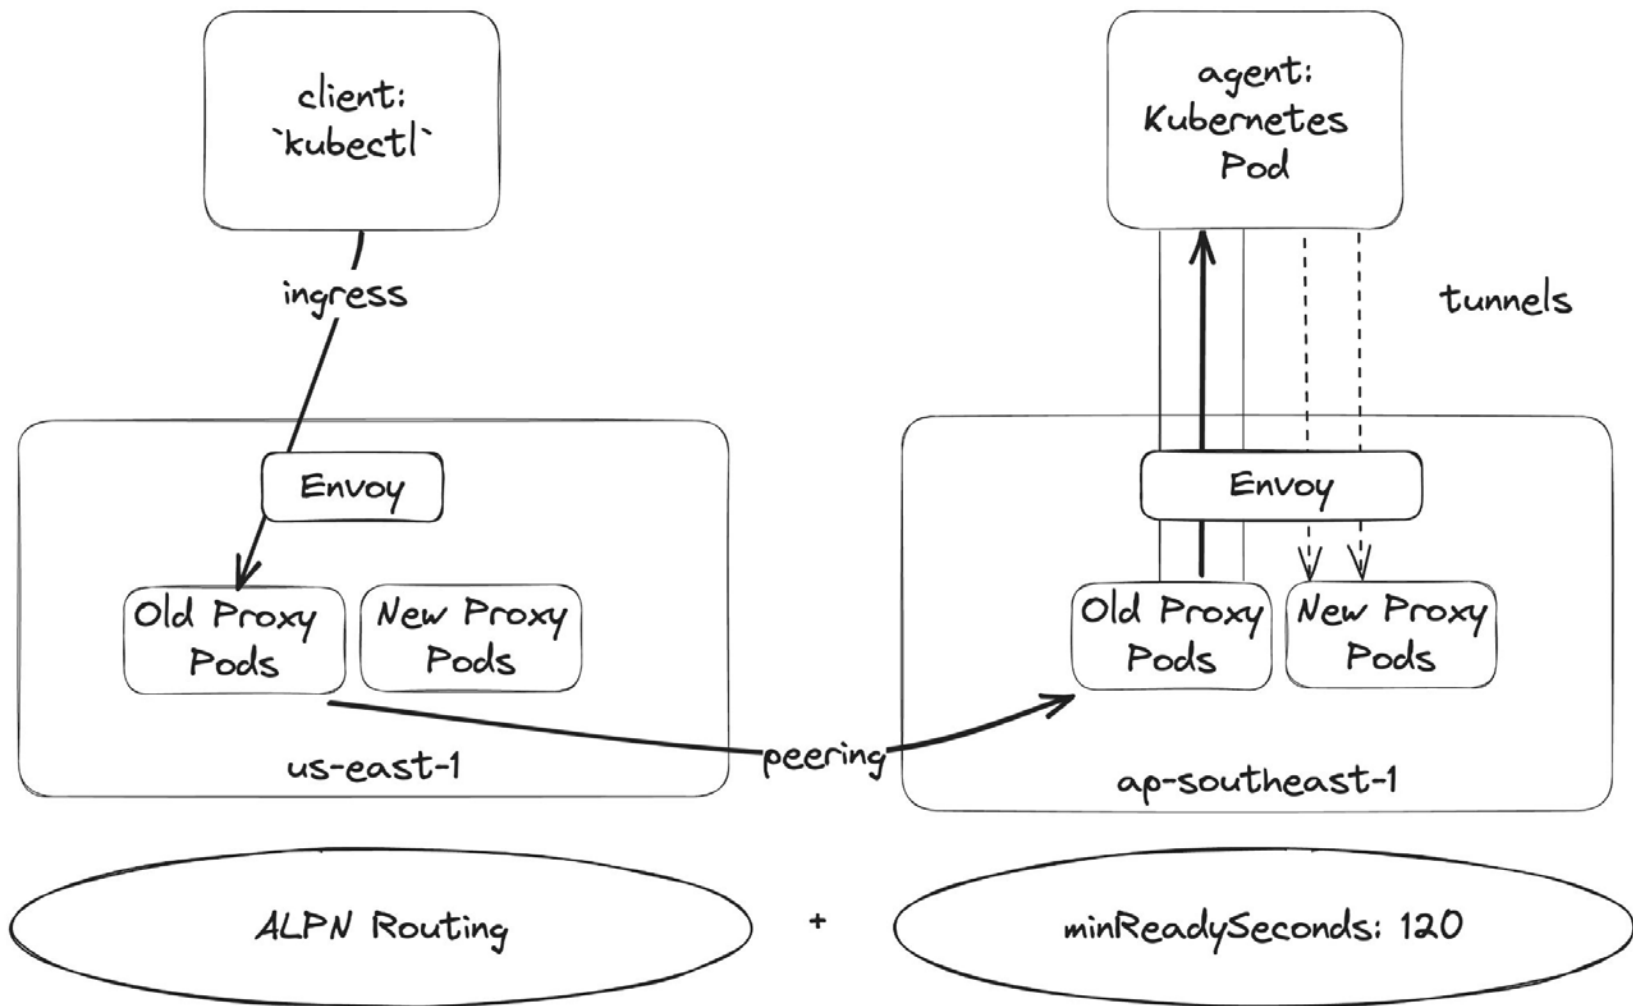 client:
`kubectl`
agent:
Kubernetes
Pod
ingress
tunnels
Envoy
Envoy
Old Proxy
Pods
New Proxy
Pods
Old Proxy
Pods
New Proxy
Pods
peering
us-east-1
ap-southeast-1
ALPN Routing
+
minReadySeconds: 120